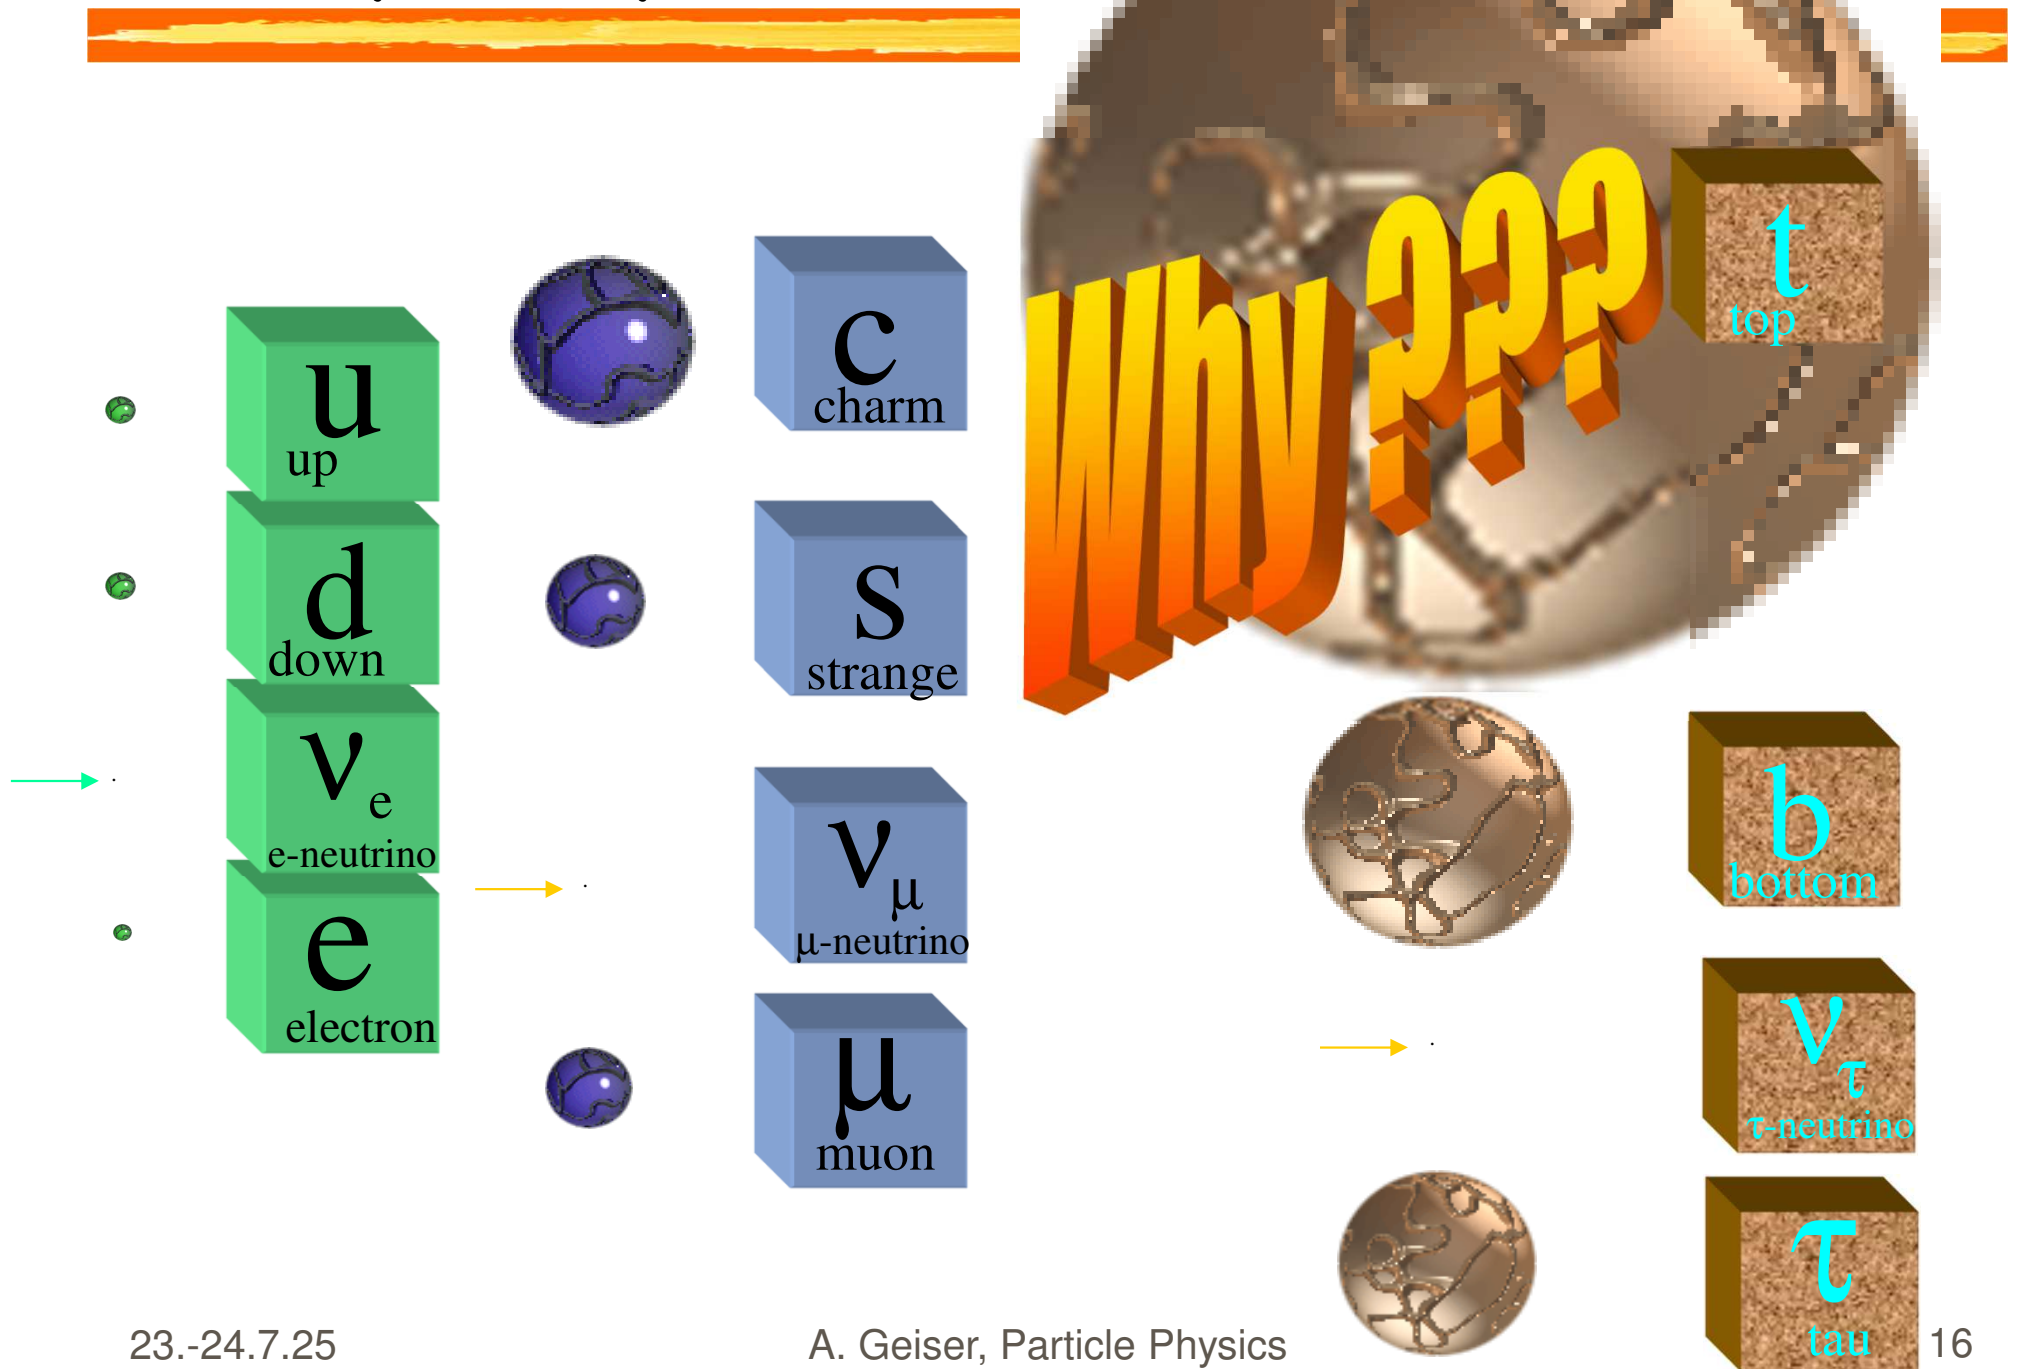 u
up
d
down
ν e
e-neutrino
e
electron
c
charm
s
strange
ν μ
μ-neutrino
μ
muon
Why ???
t
top
b
bottom
ν τ
τ-neutrino
τ
tau
23.-24.7.25
A. Geiser, Particle Physics
16